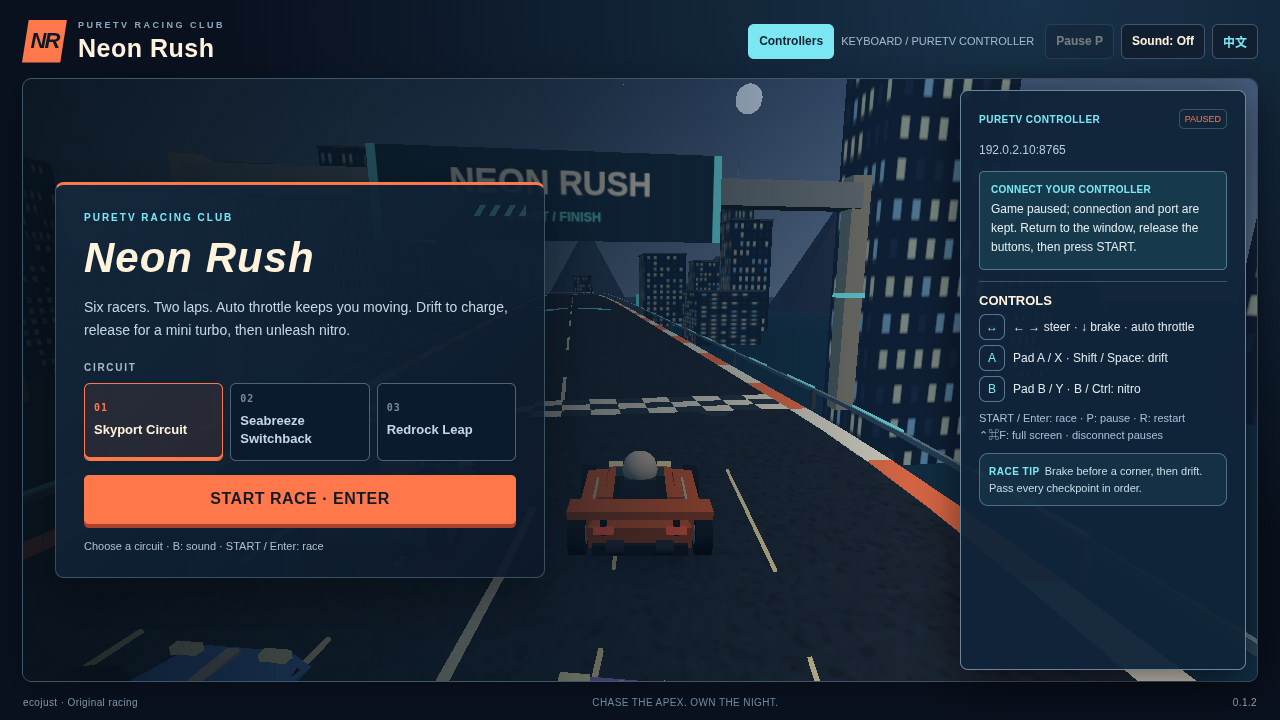 NR
PURETV RACING CLUB
Neon Rush
Controllers
KEYBOARD / PURETV CONTROLLER
Pause P
Sound: Off
中文
NEON RUSH
/ FINISH
PURETV RACING CLUB
Neon Rush
Six racers. Two laps. Auto throttle keeps you moving. Drift to charge,
release for a mini turbo, then unleash nitro.
CIRCUIT
01
Skyport Circuit
02
Seabreeze
Switchback
03
Redrock Leap
START RACE · ENTER
Choose a circuit · B: sound · START / Enter: race
PURETV CONTROLLER
PAUSED
192.0.2.10:8765
CONNECT YOUR CONTROLLER
Game paused; connection and port are
kept. Return to the window, release the
buttons, then press START.
CONTROLS
↔ ← → steer · ↓ brake · auto throttle
A Pad A / X · Shift / Space: drift
B Pad B / Y · B / Ctrl: nitro
START / Enter: race · P: pause · R: restart
⌃⌘F: full screen · disconnect pauses
RACE TIP Brake before a corner, then drift.
Pass every checkpoint in order.
ecojust · Original racing
CHASE THE APEX. OWN THE NIGHT.
0.1.2